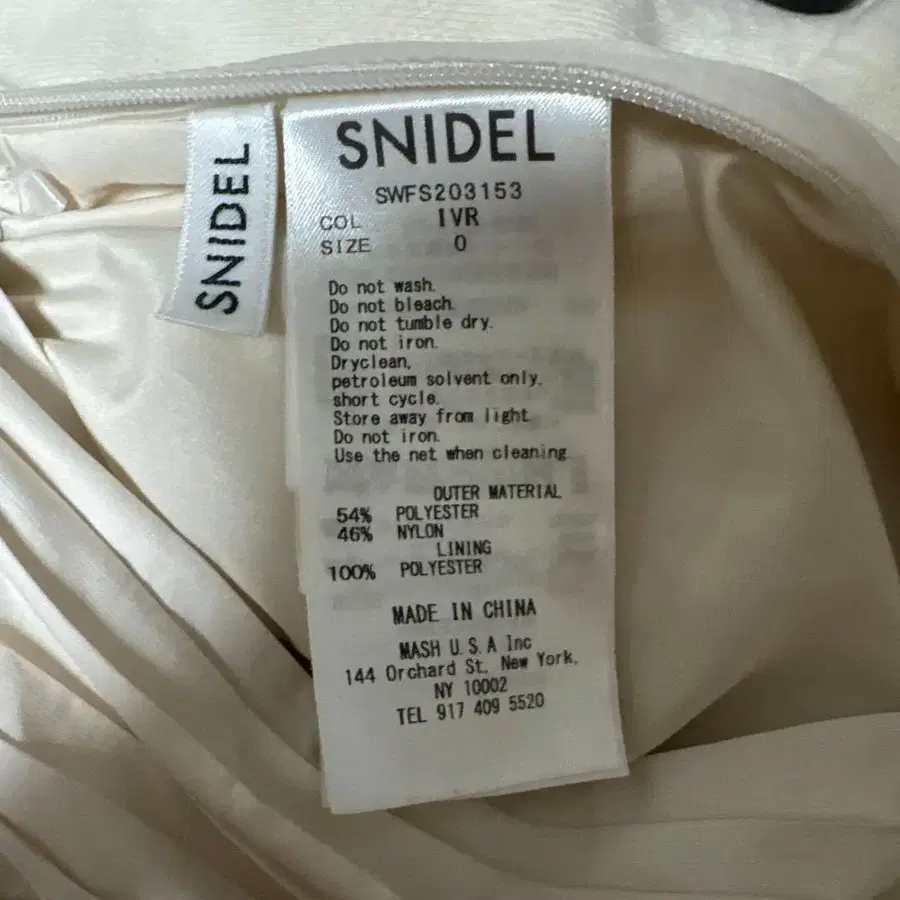 SNIDEL
SNIDEL
SWFS203153
COL IVR
SIZE 0
Do not wash.
Do not bleach.
Do not tumble dry.
Do not iron.
Dryclean,
petroleum solvent only,
short cycle.
Store away from light.
Do not iron.
Use the net when cleaning
OUTER MATERIAL
54% POLYESTER
46% NYLON
LINING
100% POLYESTER
MADE IN CHINA
MASH U.S.A Inc
144 Orchard St, New York,
NY 10002
TEL 917 409 5520